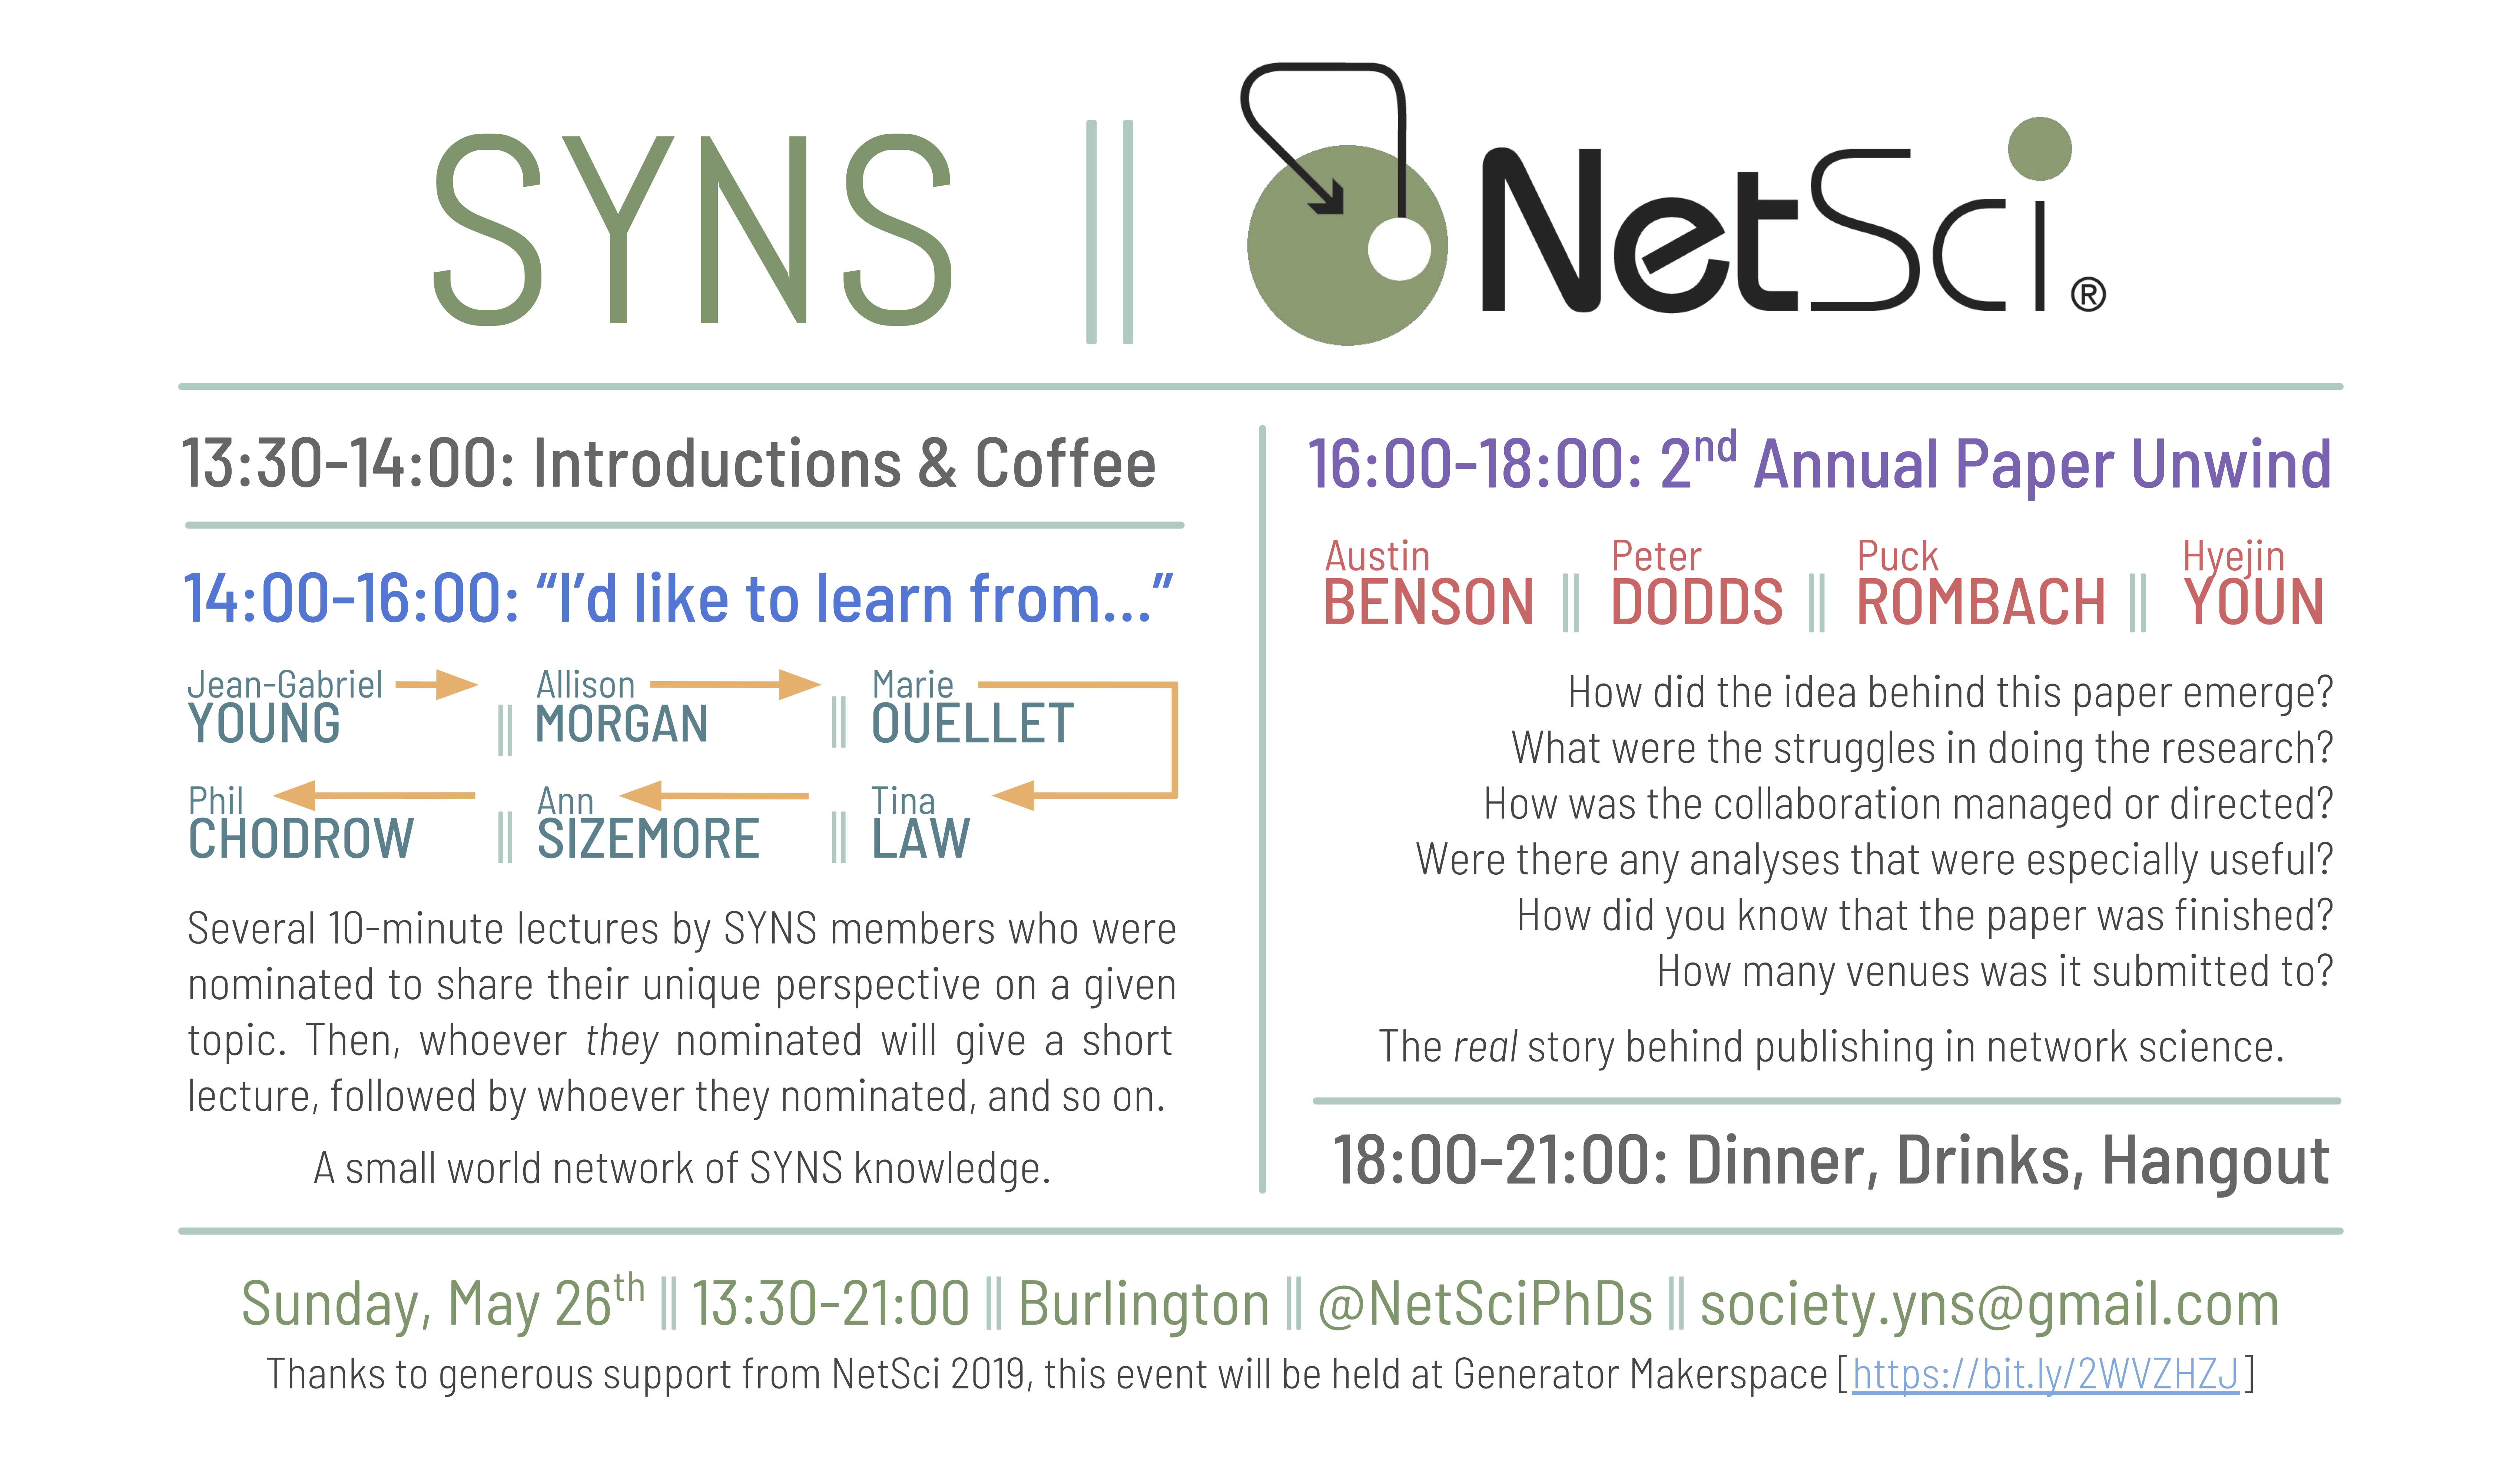 SYNS
NetSci®
13:30-14:00: Introductions & Coffee
14:00-16:00: “I’d like to learn from...”
Jean-Gabriel YOUNG
Allison MORGAN
Marie OUELLET
Phil CHODROW
Ann SIZEMORE
Tina LAW
Several 10-minute lectures by SYNS members who were
nominated to share their unique perspective on a given
topic. Then, whoever they nominated will give a short
lecture, followed by whoever they nominated, and so on.
A small world network of SYNS knowledge.
16:00-18:00: 2nd Annual Paper Unwind
Austin BENSON
Peter DODDS
Puck ROMBACH
Hyejin YOUN
How did the idea behind this paper emerge?
What were the struggles in doing the research?
How was the collaboration managed or directed?
Were there any analyses that were especially useful?
How did you know that the paper was finished?
How many venues was it submitted to?
The real story behind publishing in network science.
18:00-21:00: Dinner, Drinks, Hangout
Sunday, May 26th || 13:30-21:00 || Burlington || @NetSciPhDs || society.yns@gmail.com
Thanks to generous support from NetSci 2019, this event will be held at Generator Makerspace [https://bit.ly/2WVZHZJ]